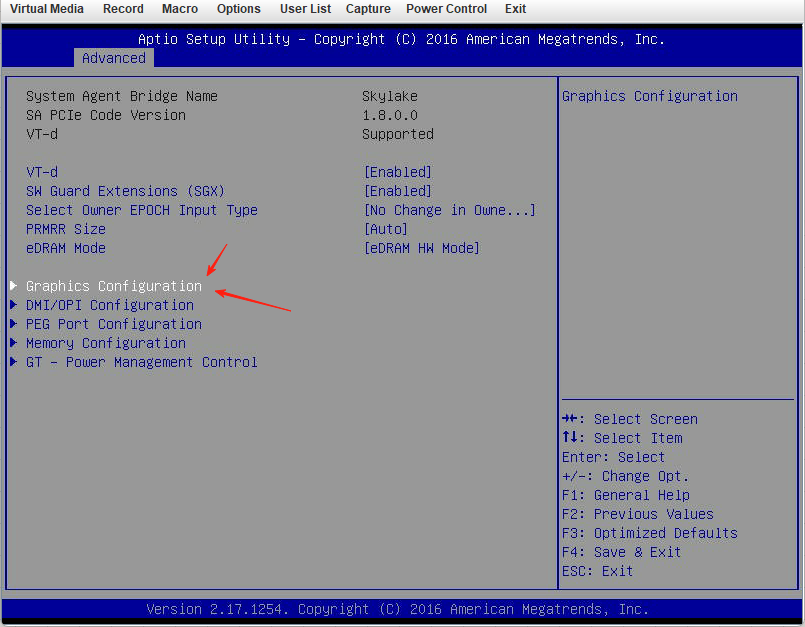 Virtual Media Record Macro Options User List Capture Power Control Exit
Aptio Setup Utility - Copyright (C) 2016 American Megatrends, Inc.
Advanced
System Agent Bridge Name Skylake
SA PCIe Code Version 1.8.0.0
VT-d Supported
VT-d [Enabled]
SW Guard Extensions (SGX) [Enabled]
Select Owner EPOCH Input Type [No Change in Owne...]
PRMRR Size [Auto]
eDRAM Mode [eDRAM HW Mode]
Graphics Configuration
DMI/OPI Configuration
PEG Port Configuration
Memory Configuration
GT - Power Management Control
Graphics Configuration
→←: Select Screen
↑↓: Select Item
Enter: Select
+/-: Change Opt.
F1: General Help
F2: Previous Values
F3: Optimized Defaults
F4: Save & Exit
ESC: Exit
Version 2.17.1254. Copyright (C) 2016 American Megatrends, Inc.